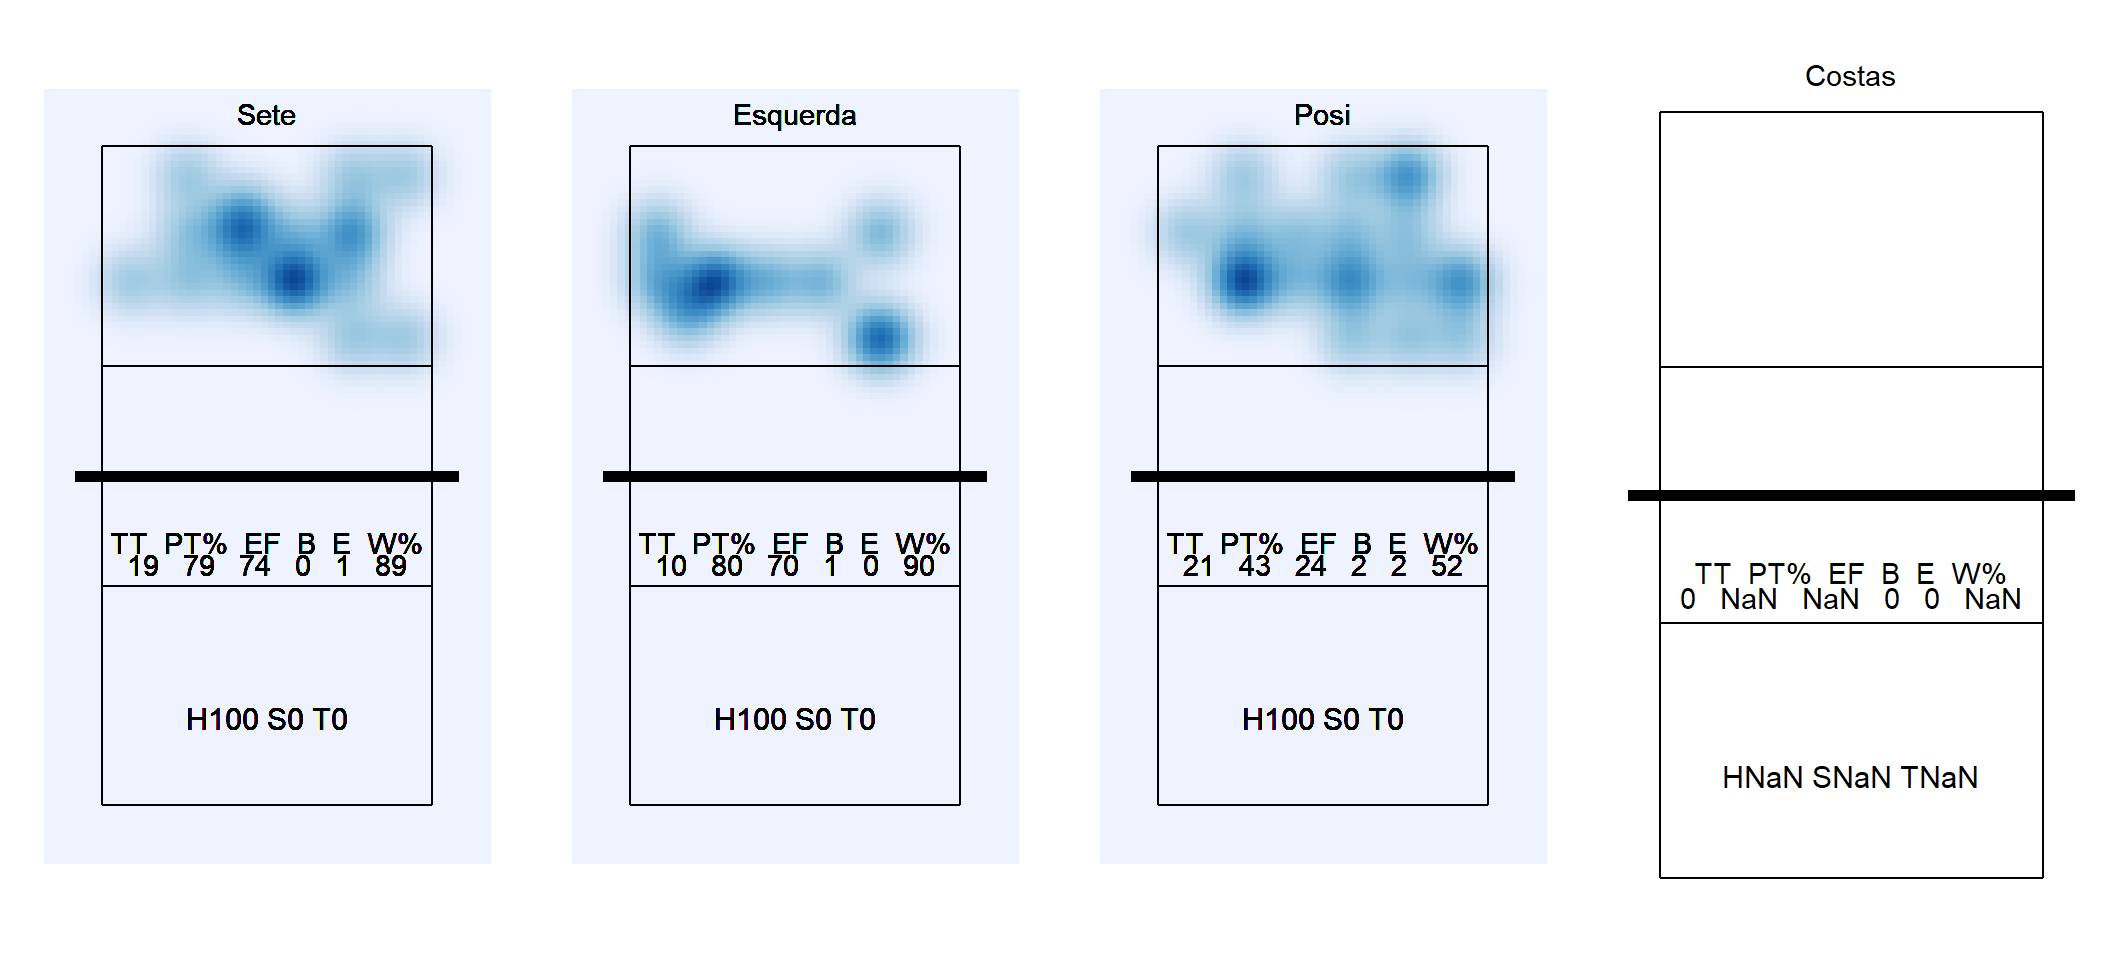 Sete
TT PT% EF B E W%
19 79 74 0 1 89
H100 S0 T0
Esquerda
TT PT% EF B E W%
10 80 70 1 0 90
H100 S0 T0
Posi
TT PT% EF B E W%
21 43 24 2 2 52
H100 S0 T0
Costas
TT PT% EF B E W%
0 NaN NaN 0 0 NaN
HNaN SNaN TNaN